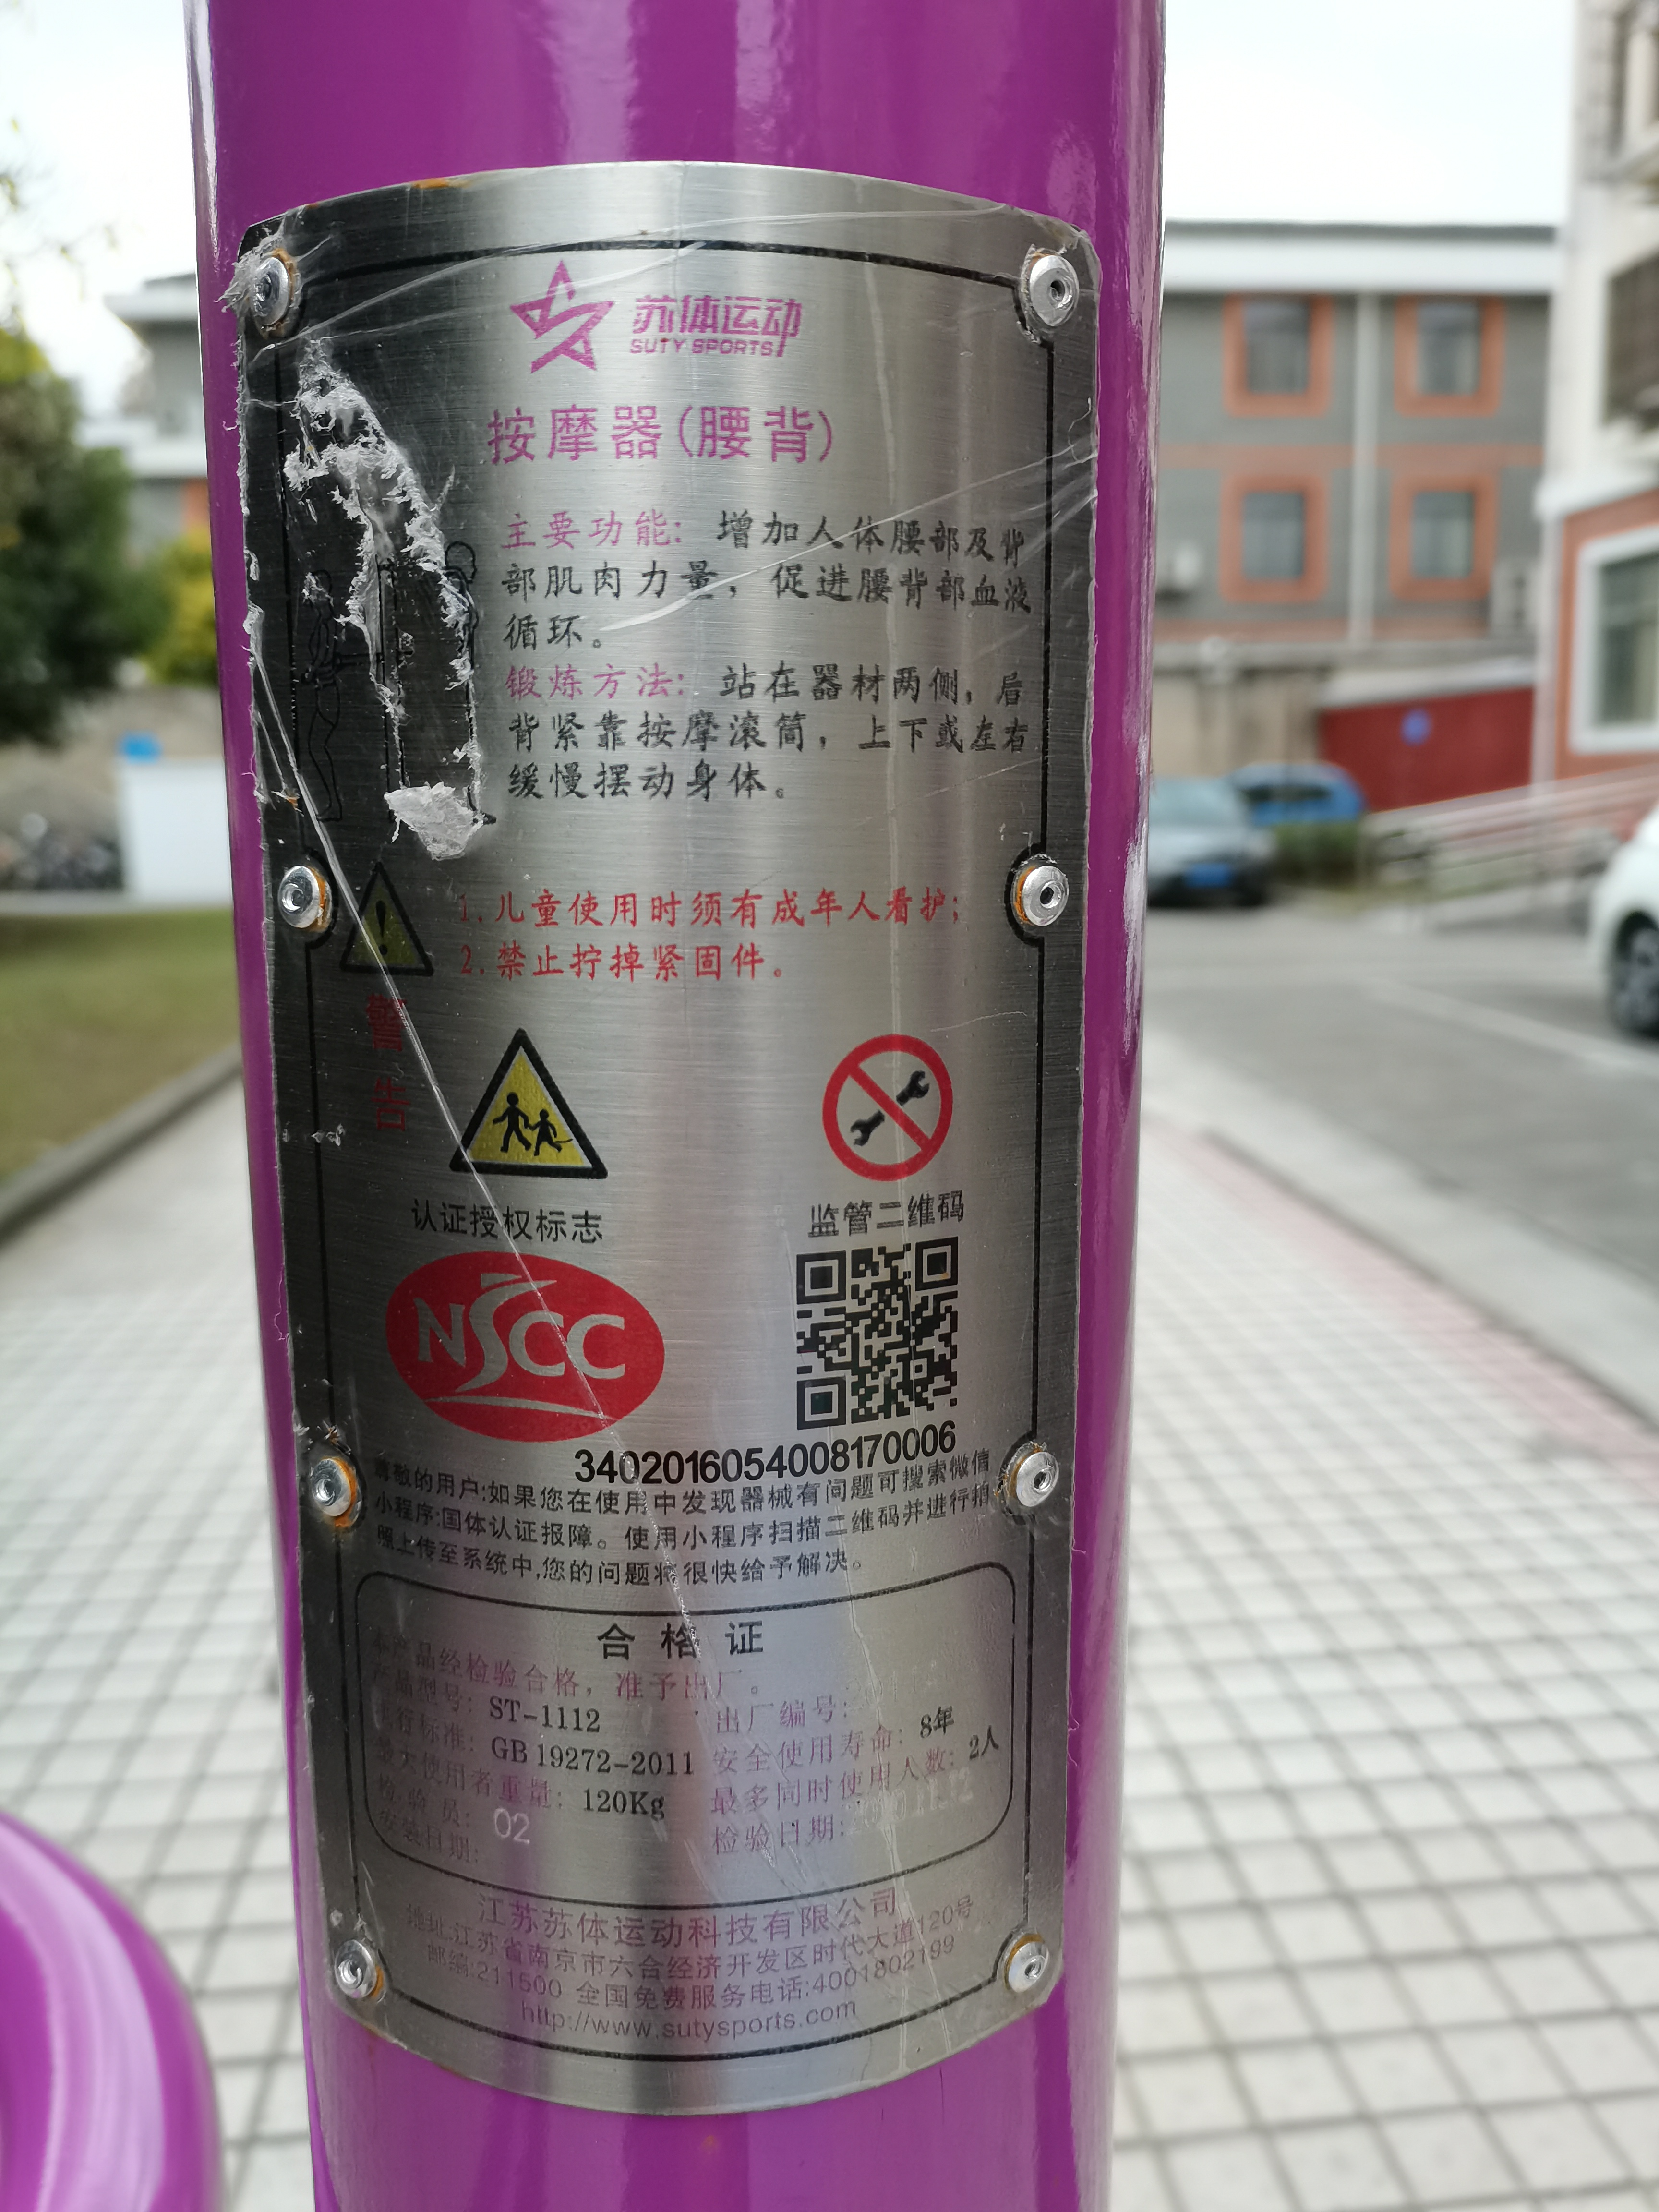 苏体运动
SUTY SPORTS
按摩器(腰背)
主要功能: 增加人体腰部及背
部肌肉力量，促进腰背部血液
循环。
锻炼方法: 站在器材两侧，后
背紧靠按摩滚筒，上下或左右
缓慢摆动身体。
1.儿童使用时须有成年人看护;
2.禁止拧掉紧固件。
警
告
认证授权标志
监管二维码
NSCC
3402016054008170006
尊敬的用户:如果您在使用中发现器械有问题可搜索微信
小程序:国体认证报障。使用小程序扫描二维码并进行拍
照上传至系统中,您的问题将很快给予解决。
合格证
本产品经检验合格，准予出厂。
产品型号: ST-1112 出厂编号:
执行标准: GB 19272-2011 安全使用寿命: 8年
最大使用者重量: 120Kg 最多同时使用人数: 2人
检验员: 02 检验日期:
安装日期:
江苏苏体运动科技有限公司
地址:江苏省南京市六合经济开发区时代大道120号
邮编:211500 全国免费服务电话:4001802199
http://www.sutysports.com